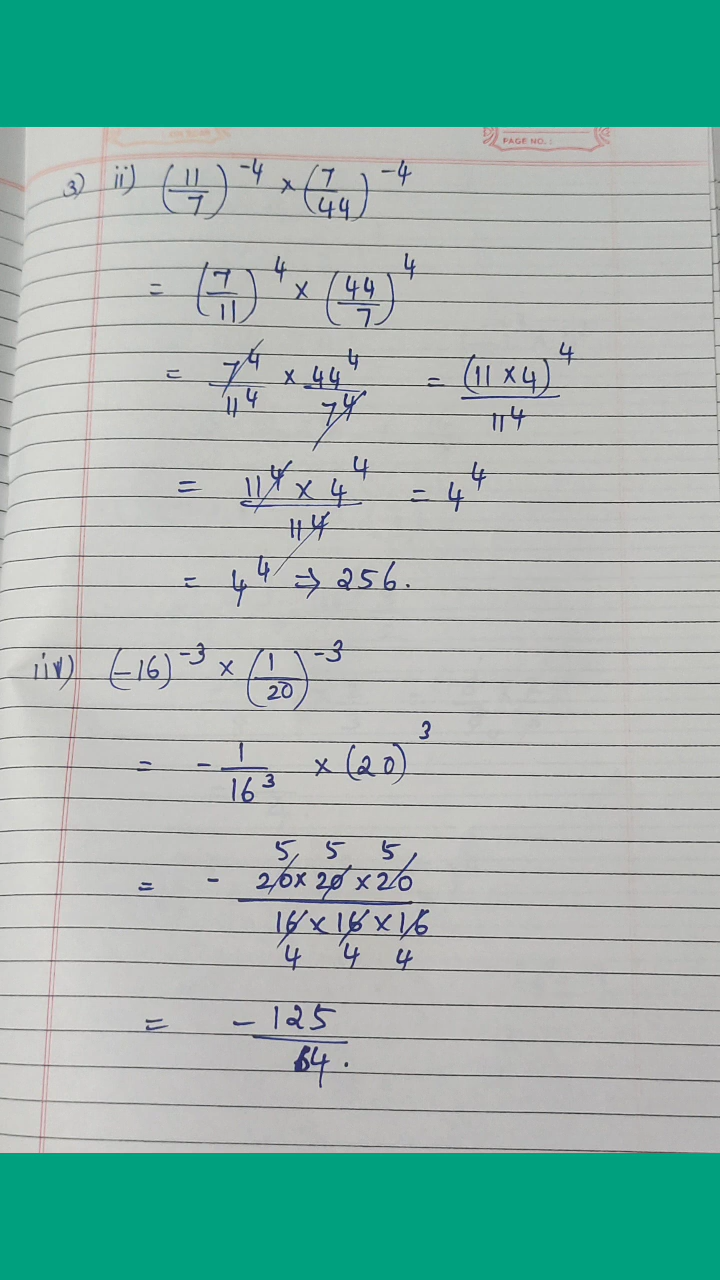 PAGE NO.:
3) ii) (11/7)^-4 × (7/44)^-4
= (7/11)^4 × (44/7)^4
= 7^4/11^4 × 44^4/7^4 = (11×4)^4/11^4
= 11^4 × 4^4/11^4 = 4^4
= 4^4 ⇒ 256.
iiv) (-16)^-3 × (1/20)^-3
= - 1/16^3 × (20)^3
5 5 5
= - 20×20×20/16×16×16
4 4 4
= -125/64.